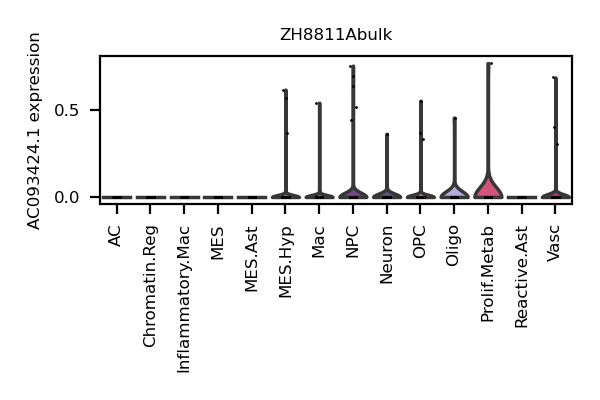 ZH8811Abulk
AC093424.1 expression
0.5
0.0
AC
Chromatin.Reg
Inflammatory.Mac
MES
MES.Ast
MES.Hyp
Mac
NPC
Neuron
OPC
Oligo
Prolif.Metab
Reactive.Ast
Vasc